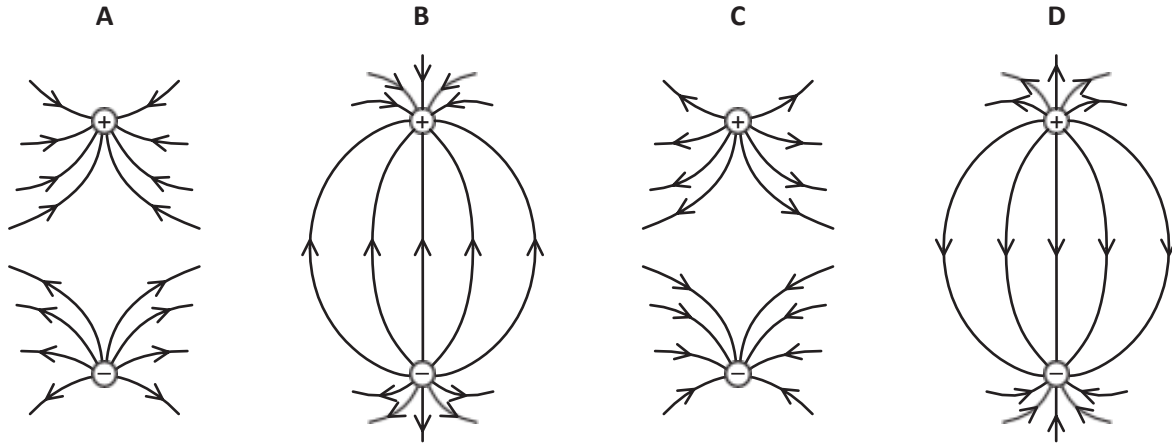 A B C D
+ + + +
− − − −